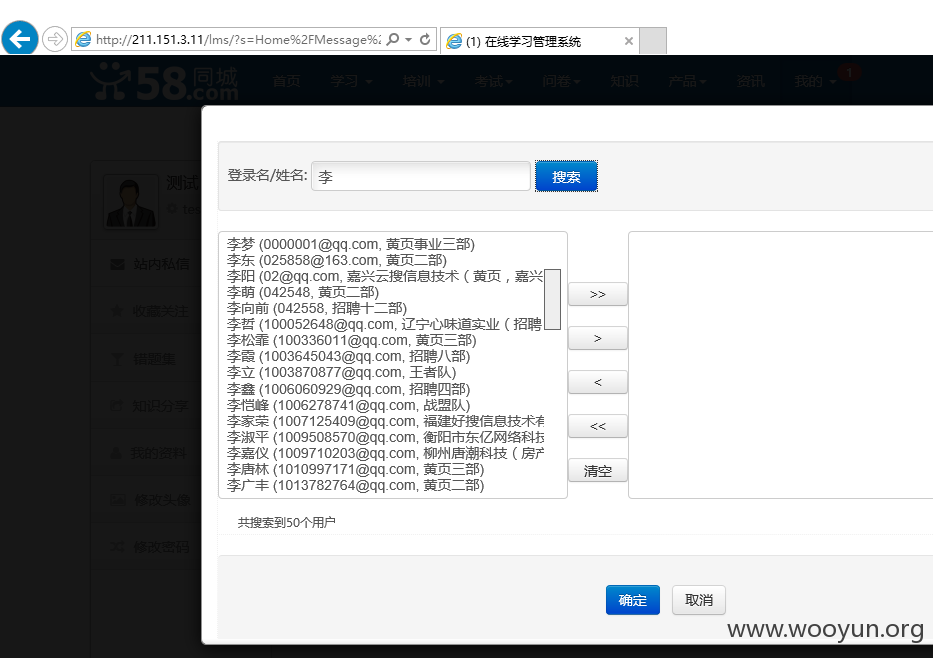 http://211.151.3.11/lms/?s=Home%2FMessage%2
(1) 在线学习管理系统
58同城
.com
首页 学习 培训 考试 问卷 知识 产品 资讯 我的 1
登录名/姓名: 李 搜索
测试
站内私信
收藏关注
错题集
知识分享
我的资料
修改头像
修改密码
李梦 (0000001@qq.com, 黄页事业三部)
李东 (025858@163.com, 黄页二部)
李阳 (02@qq.com, 嘉兴云搜信息技术（黄页，嘉兴
李萌 (042548, 黄页二部)
李向前 (042558, 招聘十二部)
李哲 (100052648@qq.com, 辽宁心味道实业（招聘
李松霏 (100336011@qq.com, 黄页三部)
李霞 (1003645043@qq.com, 招聘八部)
李立 (1003870877@qq.com, 王者队)
李鑫 (1006060929@qq.com, 招聘四部)
李恺峰 (1006278741@qq.com, 战盟队)
李家荣 (1007125409@qq.com, 福建好搜信息技术有
李淑平 (1009508570@qq.com, 衡阳市东亿网络科技
李嘉仪 (1009710203@qq.com, 柳州唐潮科技（房产
李唐林 (1010997171@qq.com, 黄页三部)
李广丰 (1013782764@qq.com, 黄页二部)
>>
>
<
<<
清空
共搜索到50个用户
确定 取消
www.wooyun.org